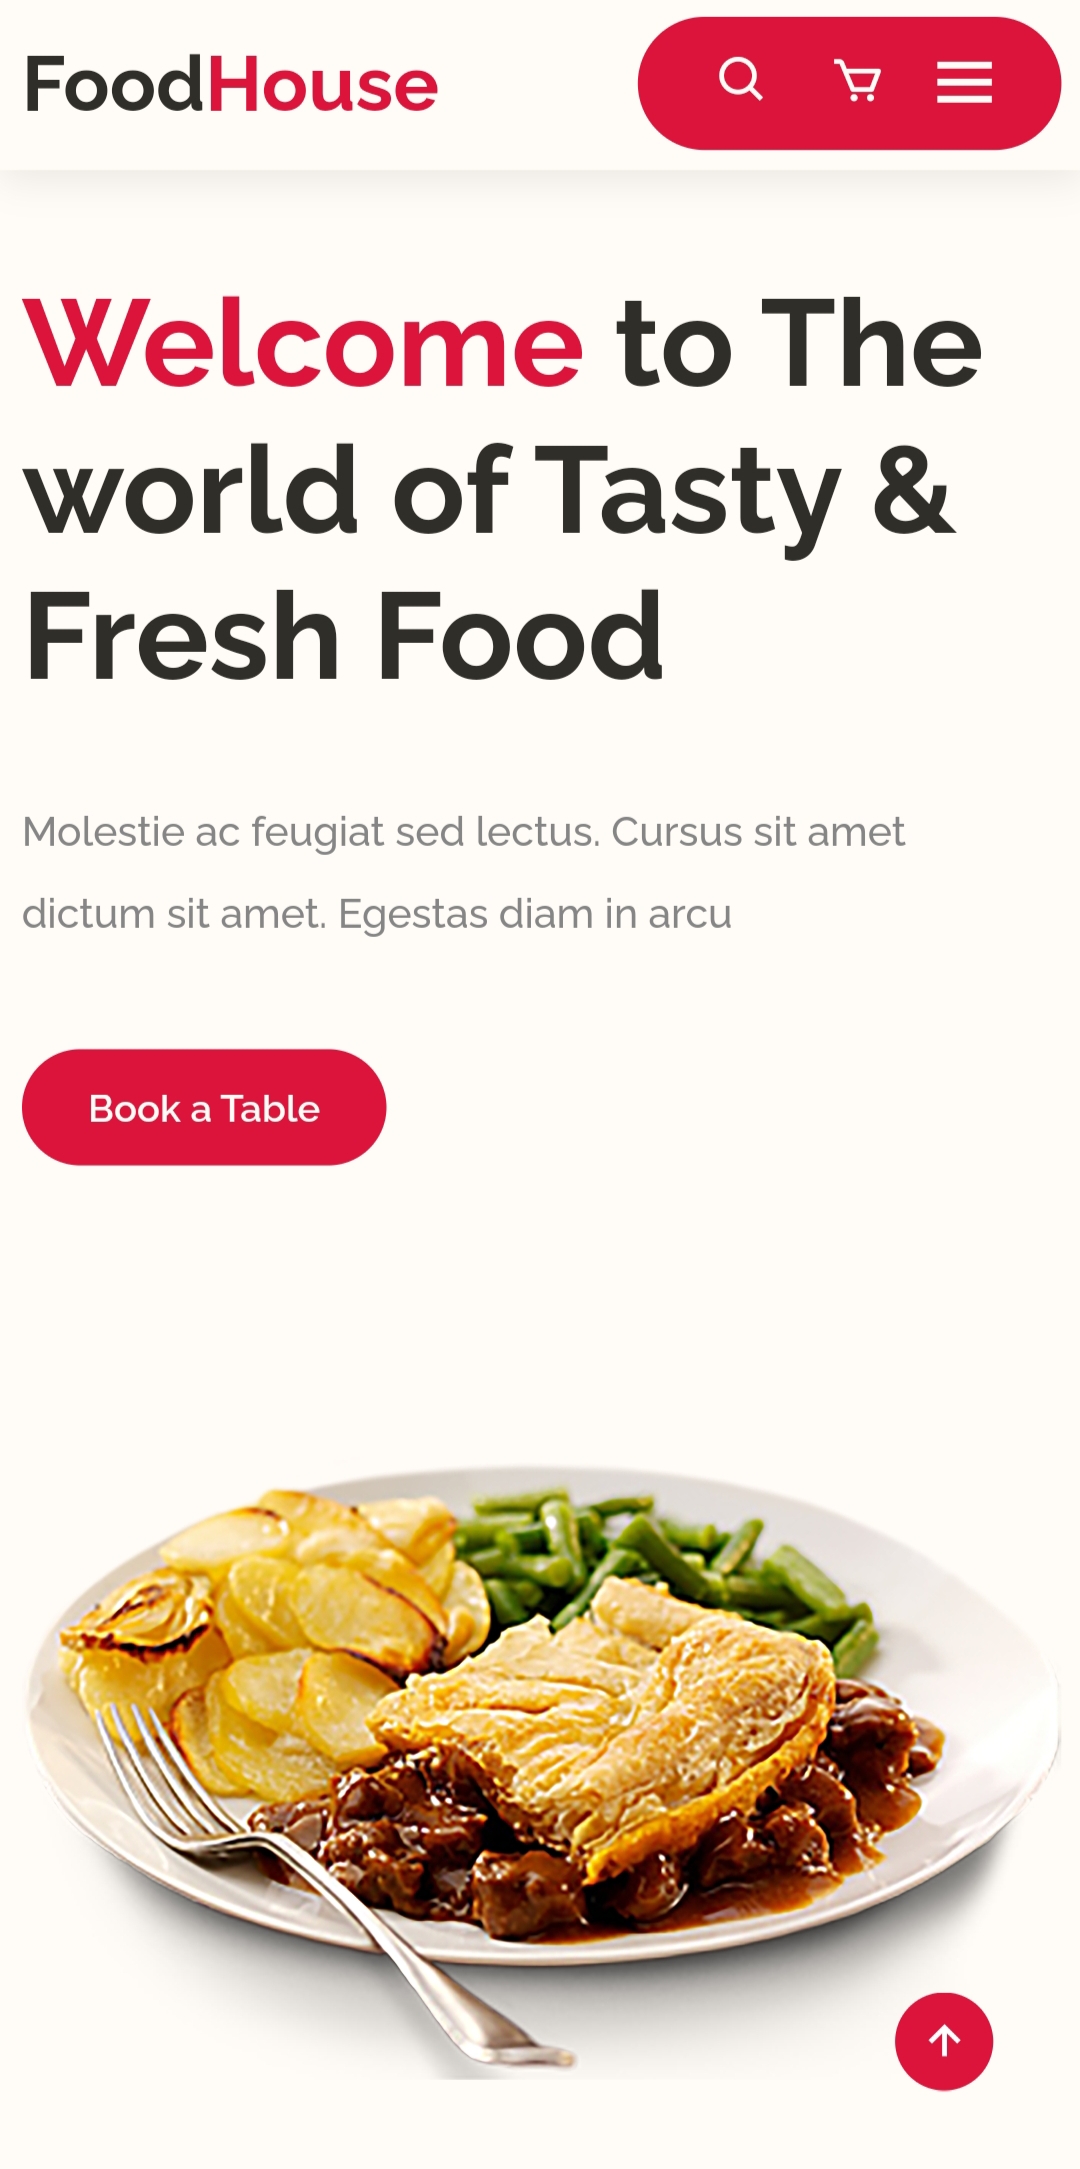 FoodHouse
Welcome to The
world of Tasty &
Fresh Food
Molestie ac feugiat sed lectus. Cursus sit amet
dictum sit amet. Egestas diam in arcu
Book a Table